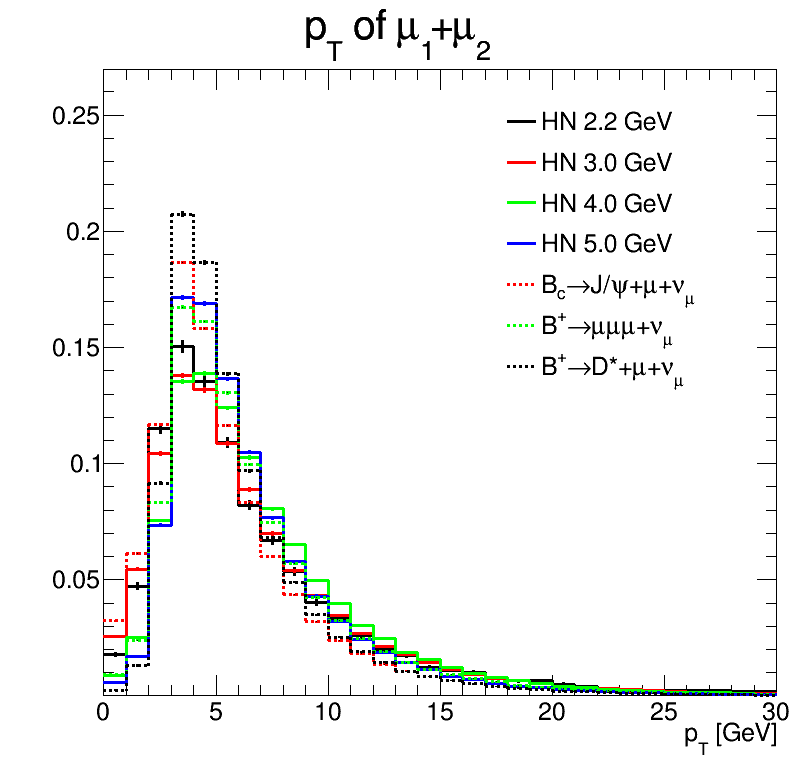 p_T of μ_1+μ_2
0.25
0.2
0.15
0.1
0.05
HN 2.2 GeV
HN 3.0 GeV
HN 4.0 GeV
HN 5.0 GeV
B_c→J/ψ+μ+ν_μ
B^+→μμμ+ν_μ
B^+→D*+μ+ν_μ
0 5 10 15 20 25 30
p_T [GeV]